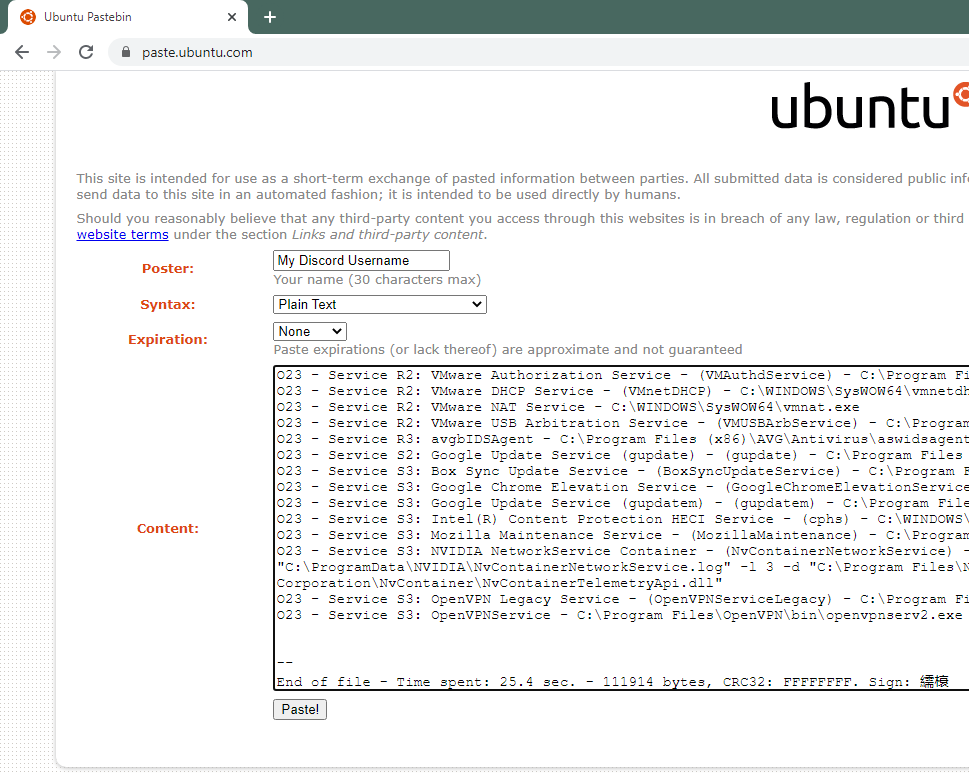 Ubuntu Pastebin
paste.ubuntu.com
ubuntu
This site is intended for use as a short-term exchange of pasted information between parties. All submitted data is considered public
send data to this site in an automated fashion; it is intended to be used directly by humans.
Should you reasonably believe that any third-party content you access through this websites is in breach of any law, regulation or third
website terms under the section Links and third-party content.
Poster: My Discord Username
Your name (30 characters max)
Syntax: Plain Text
Expiration: None
Paste expirations (or lack thereof) are approximate and not guaranteed
Content:
O23 - Service R2: VMware Authorization Service - (VMAuthdService) - C:\Program Fi
O23 - Service R2: VMware DHCP Service - (VMnetDHCP) - C:\WINDOWS\SysWOW64\vmnetdh
O23 - Service R2: VMware NAT Service - C:\WINDOWS\SysWOW64\vmnat.exe
O23 - Service R2: VMware USB Arbitration Service - (VMUSBArbService) - C:\Program
O23 - Service R3: avgbIDSAgent - C:\Program Files (x86)\AVG\Antivirus\aswidsagent
O23 - Service S2: Google Update Service (gupdate) - (gupdate) - C:\Program Files
O23 - Service S3: Box Sync Update Service - (BoxSyncUpdateService) - C:\Program F
O23 - Service S3: Google Chrome Elevation Service - (GoogleChromeElevationService
O23 - Service S3: Google Update Service (gupdatem) - (gupdatem) - C:\Program File
O23 - Service S3: Intel(R) Content Protection HECI Service - (cphs) - C:\WINDOWS\
O23 - Service S3: Mozilla Maintenance Service - (MozillaMaintenance) - C:\Program
O23 - Service S3: NVIDIA NetworkService Container - (NvContainerNetworkService) -
"C:\ProgramData\NVIDIA\NvContainerNetworkService.log" -l 3 -d "C:\Program Files\N
Corporation\NvContainer\NvContainerTelemetryApi.dll"
O23 - Service S3: OpenVPN Legacy Service - (OpenVPNServiceLegacy) - C:\Program Fi
O23 - Service S3: OpenVPNService - C:\Program Files\OpenVPN\bin\openvpnserv2.exe
--
End of file - Time spent: 25.4 sec. - 111914 bytes, CRC32: FFFFFFFF. Sign:
Paste!